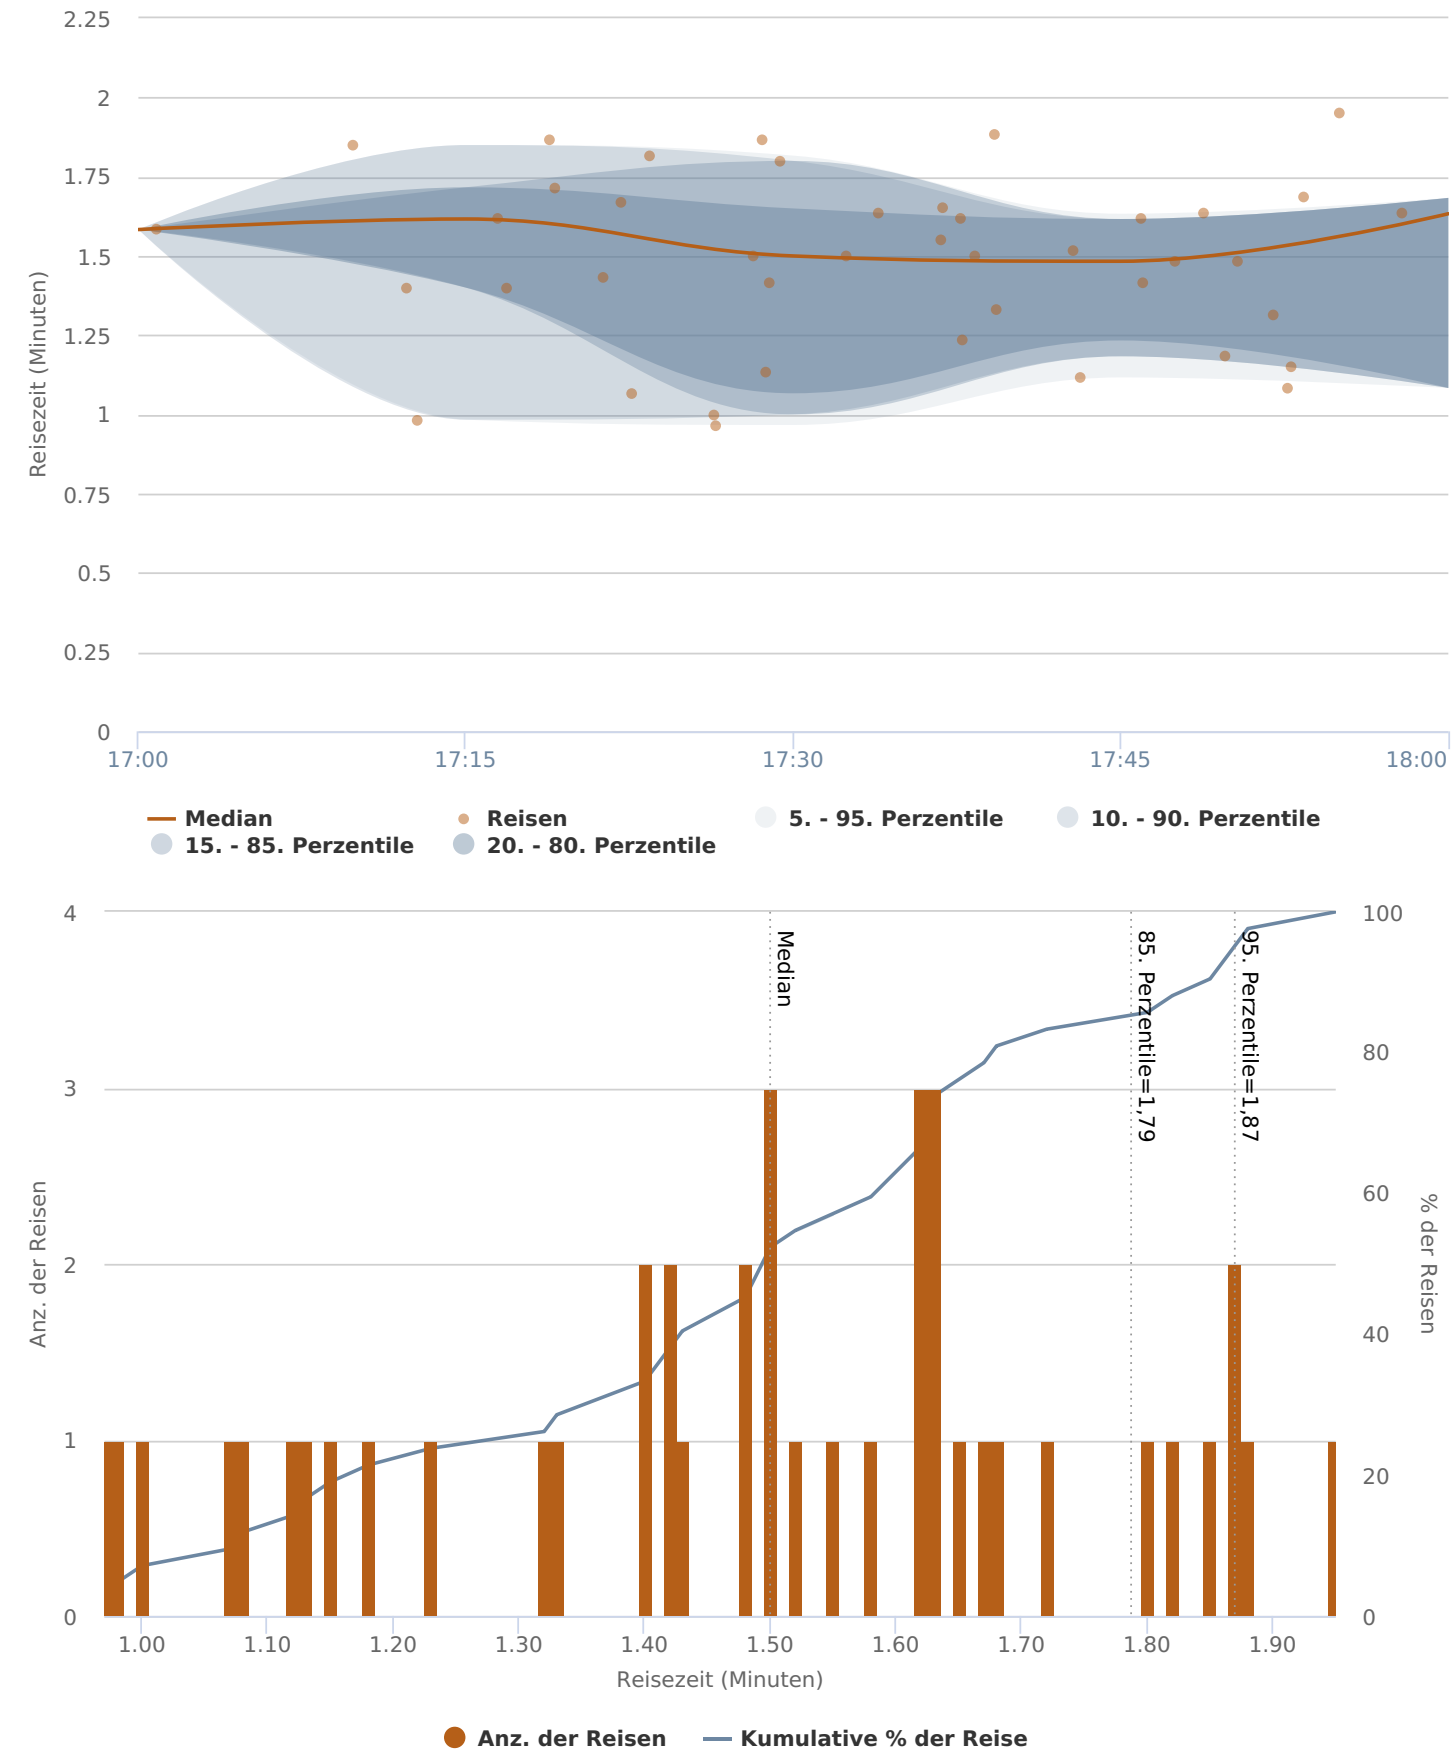 2.25
2
1.75
1.5
1.25
1
0.75
0.5
0.25
0
Reisezeit (Minuten)
17:00 17:15 17:30 17:45 18:00
Median Reisen 5. - 95. Perzentile 10. - 90. Perzentile
15. - 85. Perzentile 20. - 80. Perzentile
4
3
2
1
0
Anz. der Reisen
Median
85. Perzentile=1,79
95. Perzentile=1,87
100
80
60
40
20
0
% der Reisen
1.00 1.10 1.20 1.30 1.40 1.50 1.60 1.70 1.80 1.90
Reisezeit (Minuten)
Anz. der Reisen Kumulative % der Reise